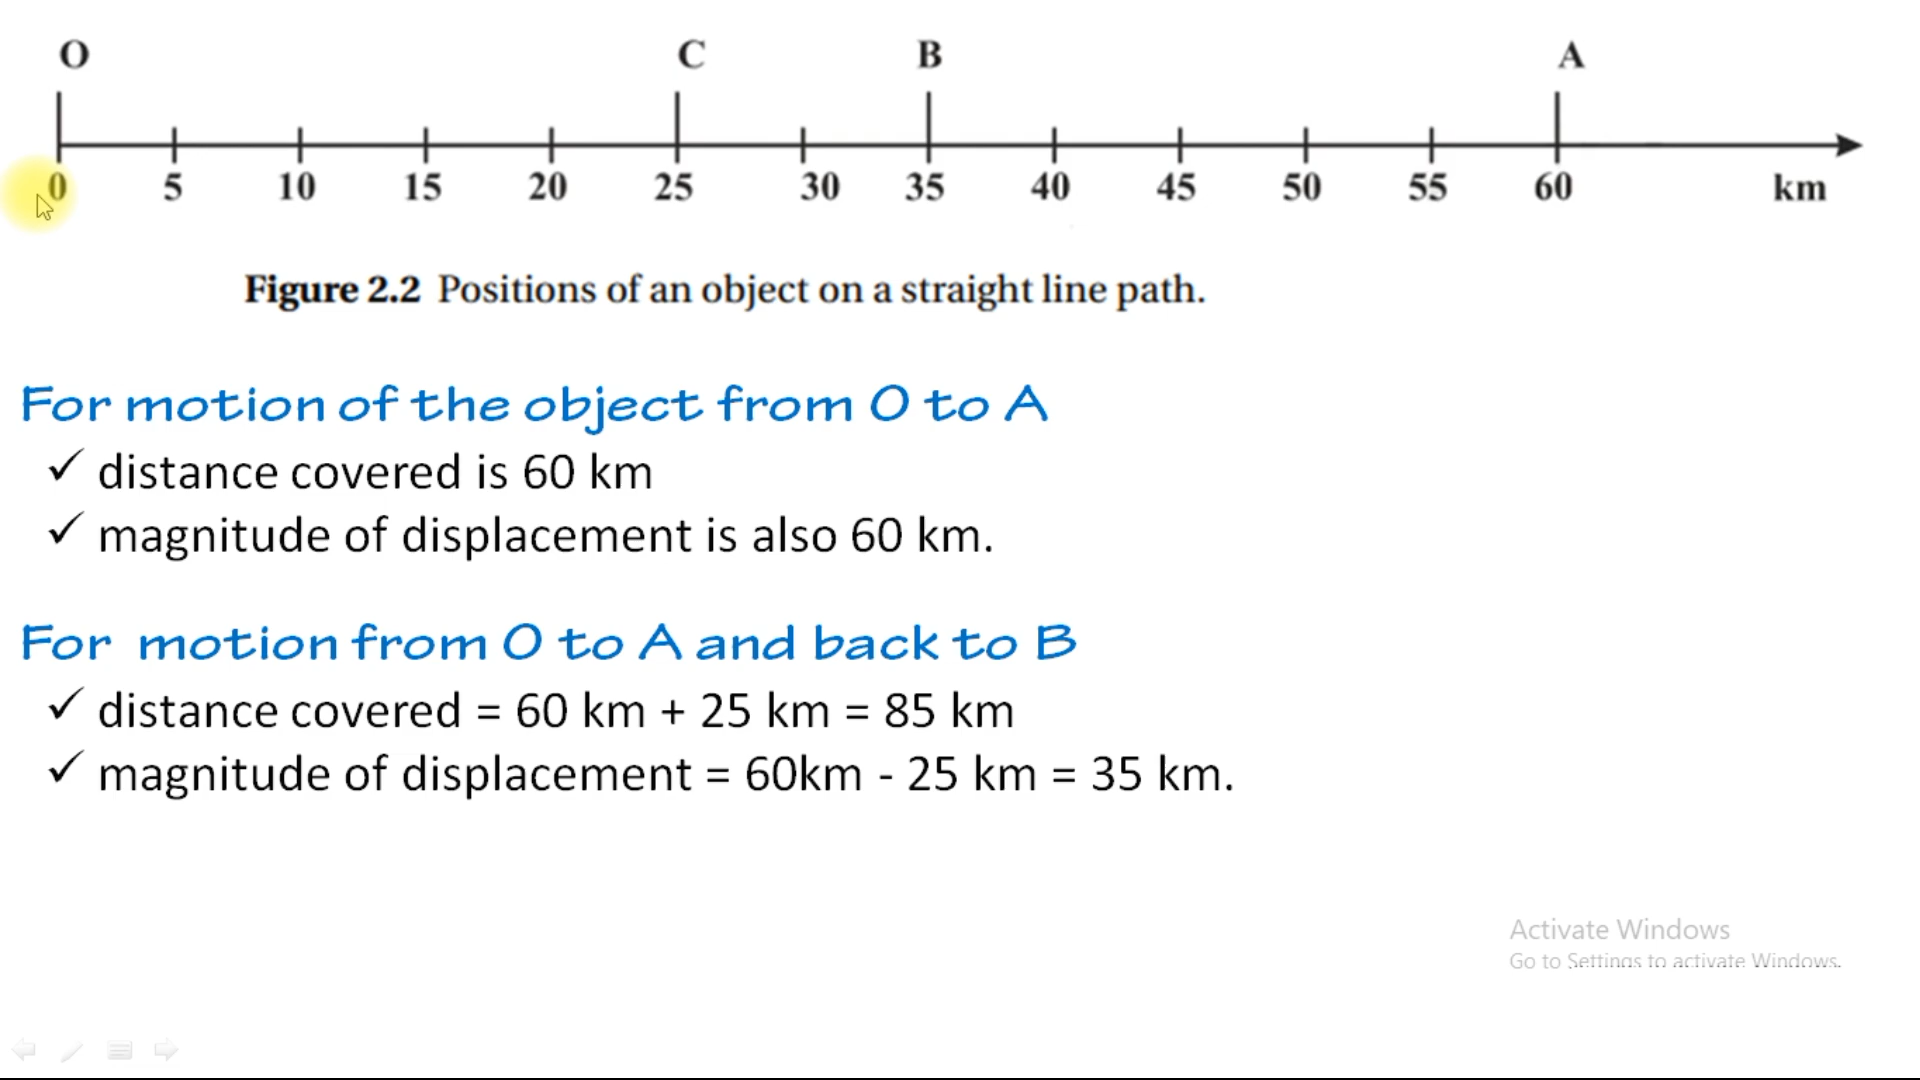 O C B A
0 5 10 15 20 25 30 35 40 45 50 55 60 km
Figure 2.2 Positions of an object on a straight line path.
For motion of the object from O to A
✓ distance covered is 60 km
✓ magnitude of displacement is also 60 km.
For motion from O to A and back to B
✓ distance covered = 60 km + 25 km = 85 km
✓ magnitude of displacement = 60km - 25 km = 35 km.
Activate Windows
Go to Settings to activate Windows.